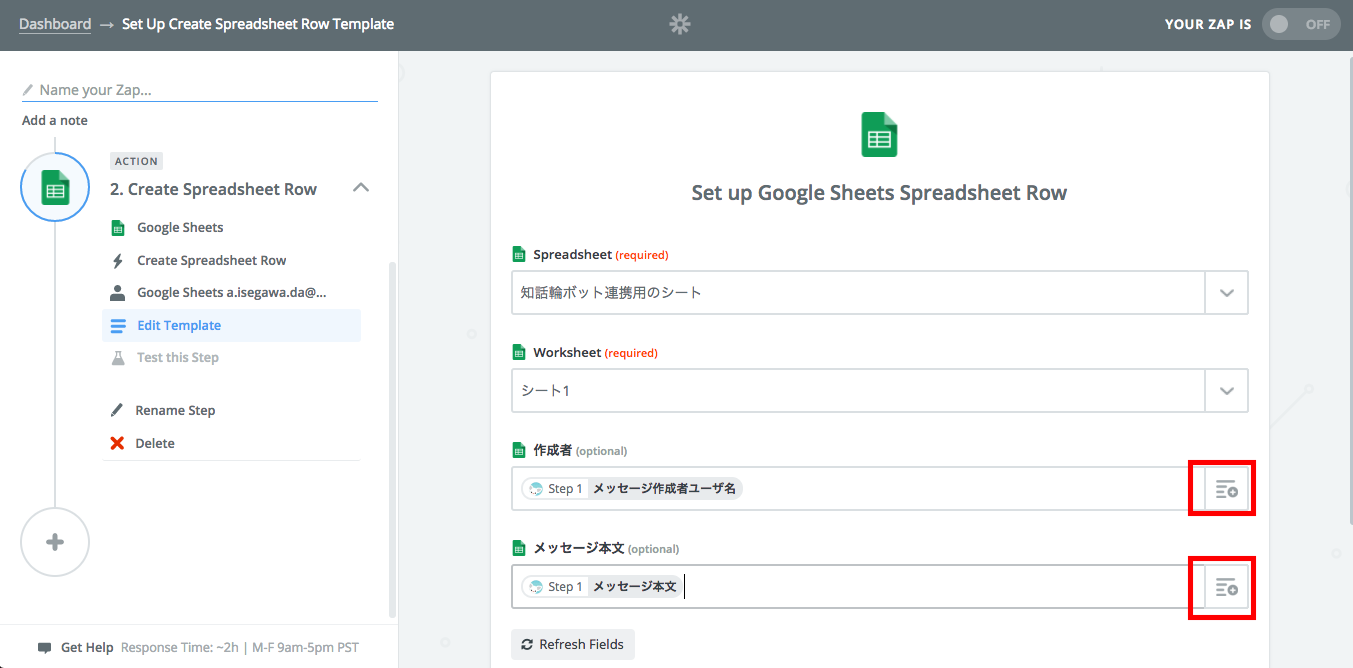 Dashboard → Set Up Create Spreadsheet Row Template
YOUR ZAP IS OFF
Name your Zap...
Add a note
ACTION
2. Create Spreadsheet Row
Google Sheets
Create Spreadsheet Row
Google Sheets a.isegawa.da@...
Edit Template
Test this Step
Rename Step
Delete
Get Help Response Time: ~2h | M-F 9am-5pm PST
Set up Google Sheets Spreadsheet Row
Spreadsheet (required)
知話輪ボット連携用のシート
Worksheet (required)
シート1
作成者 (optional)
Step 1 メッセージ作成者ユーザ名
メッセージ本文 (optional)
Step 1 メッセージ本文
Refresh Fields